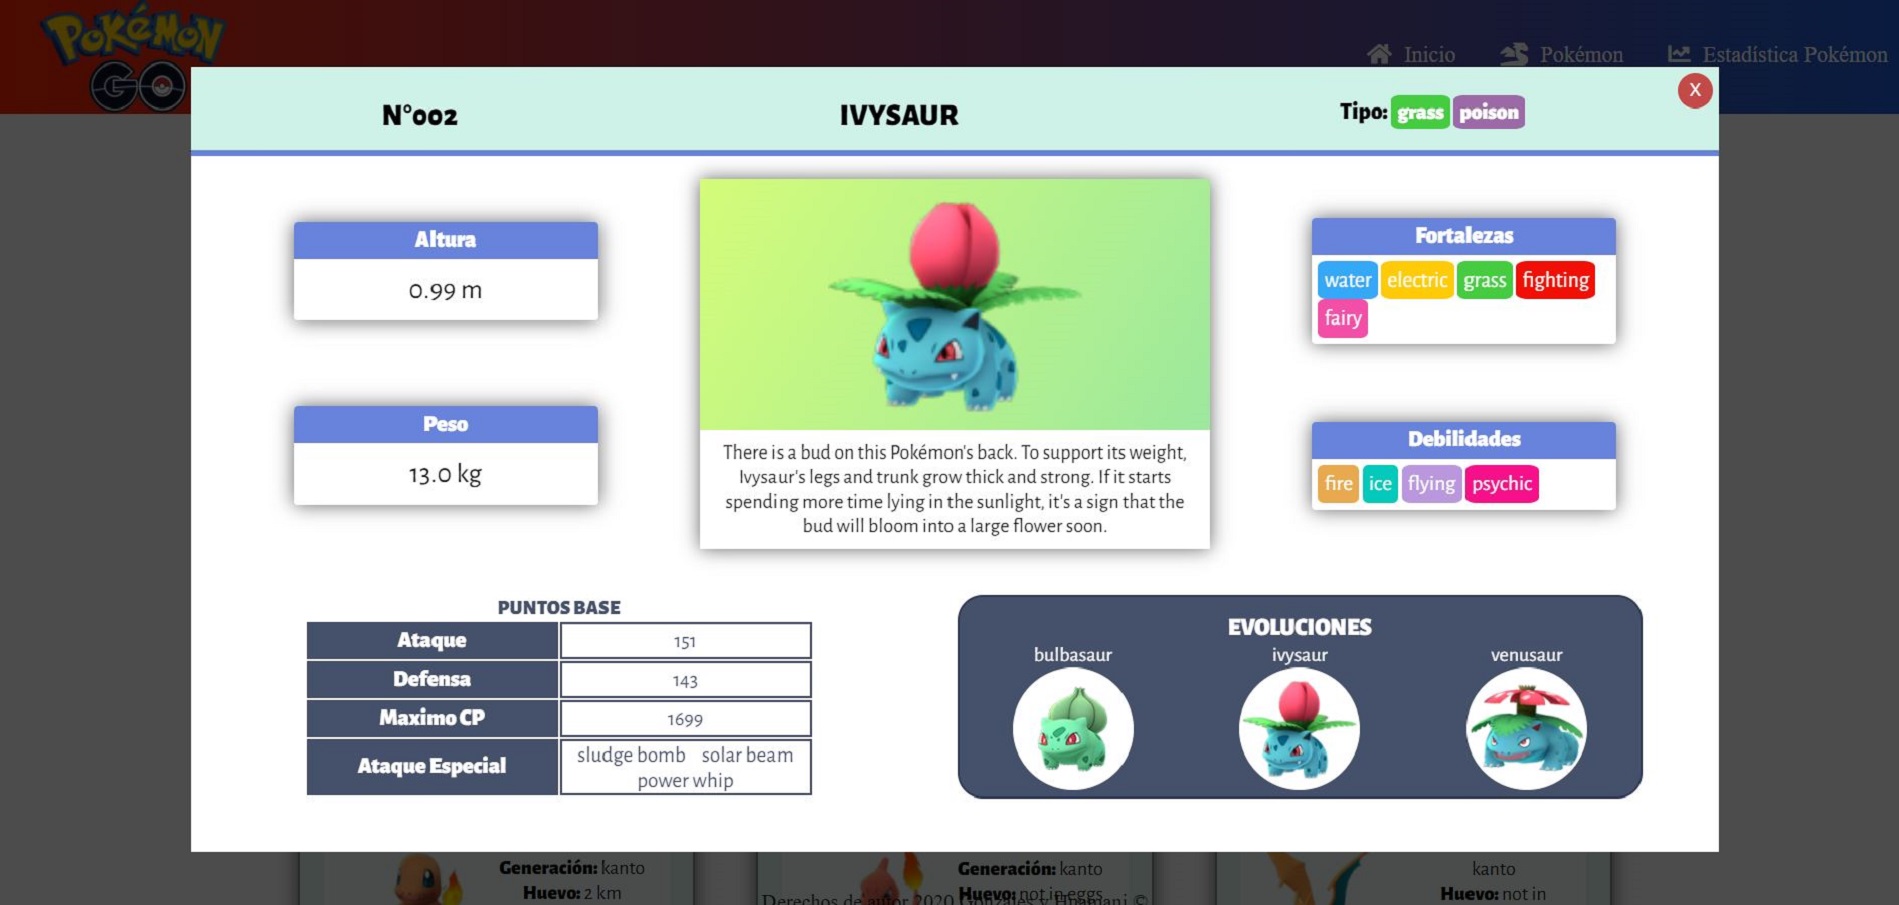 POKéMON
GO
Inicio
Pokémon
Estadística Pokémon
X
N°002
IVYSAUR
Tipo: grass poison
Altura
0.99 m
Peso
13.0 kg
There is a bud on this Pokémon's back. To support its weight,
Ivysaur's legs and trunk grow thick and strong. If it starts
spending more time lying in the sunlight, it's a sign that the
bud will bloom into a large flower soon.
Fortalezas
water electric grass fighting
fairy
Debilidades
fire ice flying psychic
PUNTOS BASE
Ataque 151
Defensa 143
Maximo CP 1699
Ataque Especial sludge bomb solar beam
power whip
EVOLUCIONES
bulbasaur ivysaur venusaur
Generación: kanto
Huevo: 2 km
Generación: kanto
Huevo: not in eggs
kanto
Huevo: not in
Derechos de autor 2020